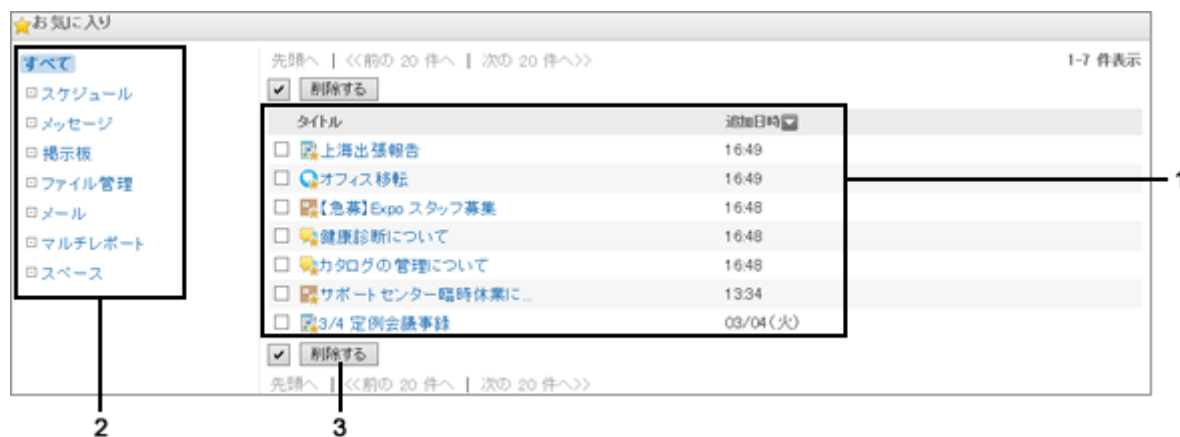 お気に入り
すべて
スケジュール
メッセージ
掲示板
ファイル管理
メール
マルチレポート
スペース
先頭へ | <<前の 20 件へ | 次の 20 件へ>>
1-7 件表示
削除する
タイトル 追加日時
上海出張報告 16:49
オフィス移転 16:49
【急募】Expo スタッフ募集 16:48
健康診断について 16:48
カタログの管理について 16:48
サポートセンター臨時休業に... 13:34
3/4 定例会議事録 03/04(火)
削除する
先頭へ | <<前の 20 件へ | 次の 20 件へ>>
1
2
3